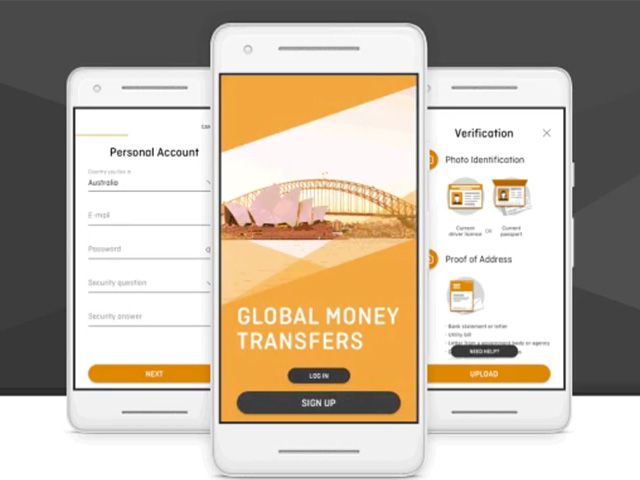 CAN
Personal Account
Country you live in
Australia
E-mail
Password
Security question
Security answer
NEXT
GLOBAL MONEY
TRANSFERS
LOG IN
SIGN UP
Verification
Photo Identification
Current
driver licence
OR
Current
passport
Proof of Address
· Bank statement or letter
· Utility bill
· Letter from a government body or agency
NEED HELP?
UPLOAD